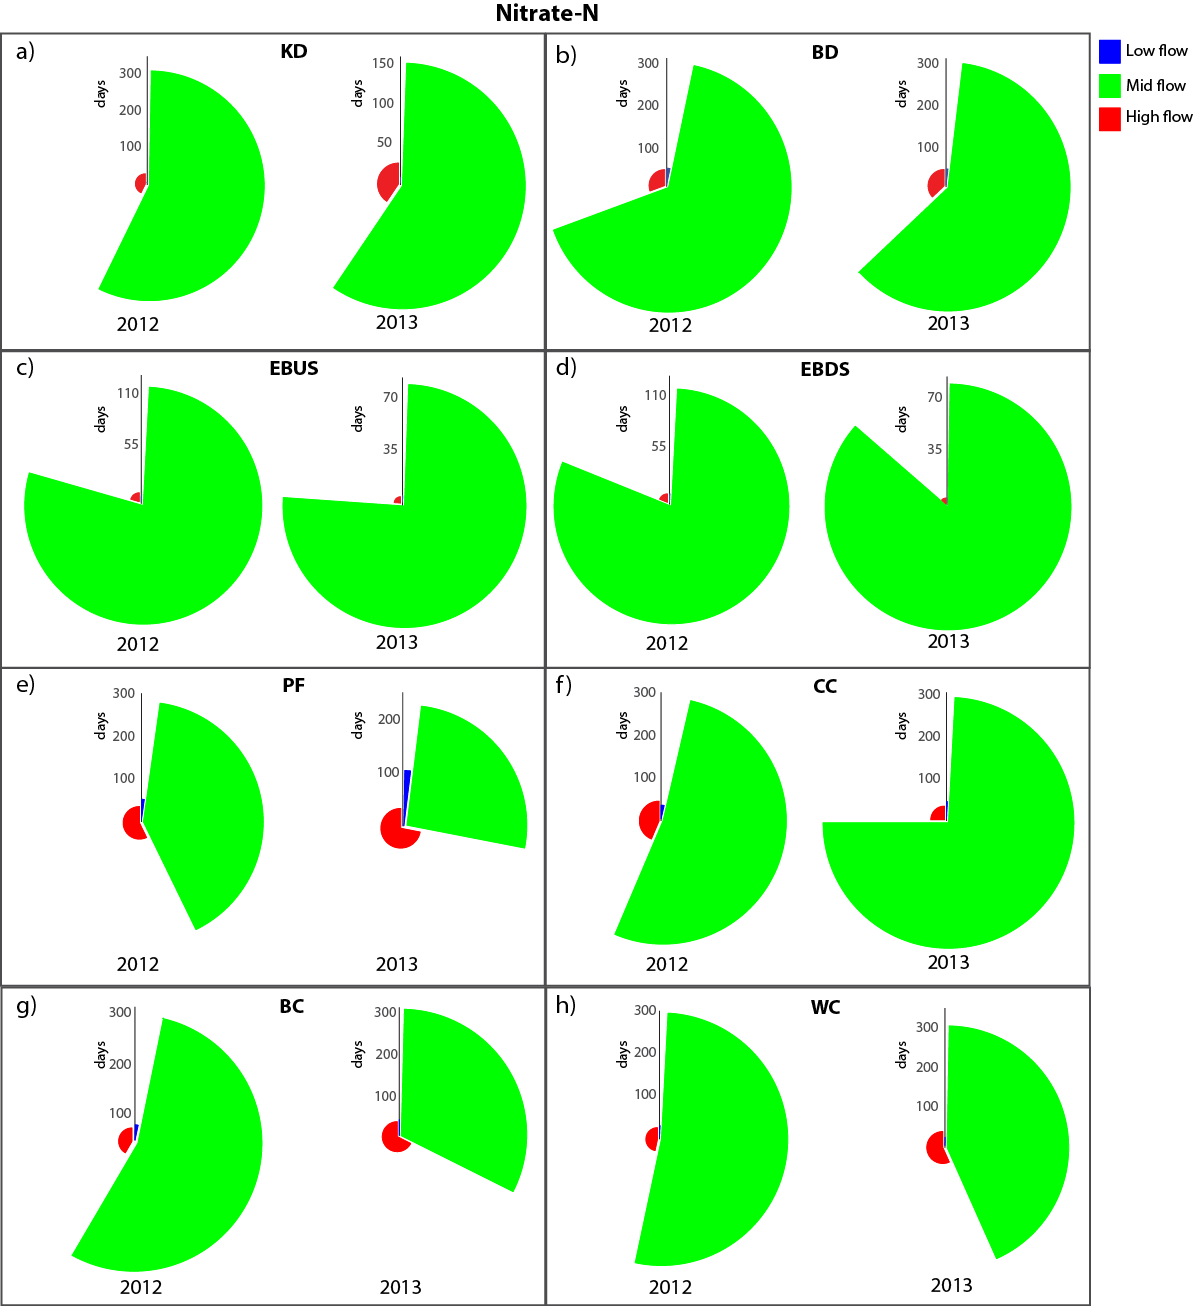 Nitrate-N
Low flow
Mid flow
High flow
a) KD
days
300
200
100
2012
days
150
100
50
2013
b) BD
days
300
200
100
2012
days
300
200
100
2013
c) EBUS
days
110
55
2012
days
70
35
2013
d) EBDS
days
110
55
2012
days
70
35
2013
e) PF
days
300
200
100
2012
days
200
100
2013
f) CC
days
300
200
100
2012
days
300
200
100
2013
g) BC
days
300
200
100
2012
days
300
200
100
2013
h) WC
days
300
200
100
2012
days
300
200
100
2013